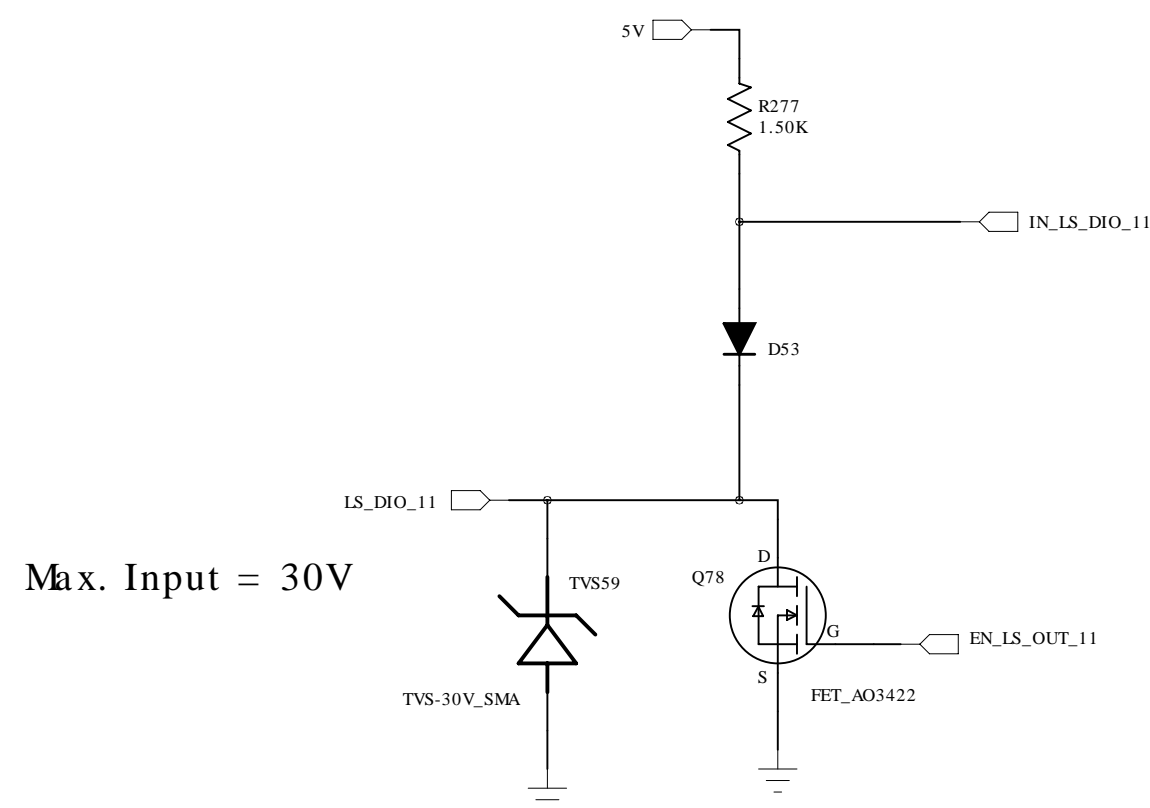 5V
R277
1.50K
IN_LS_DIO_11
D53
LS_DIO_11
Max. Input = 30V
TVS59
TVS-30V_SMA
Q78
D
G
S
EN_LS_OUT_11
FET_AO3422